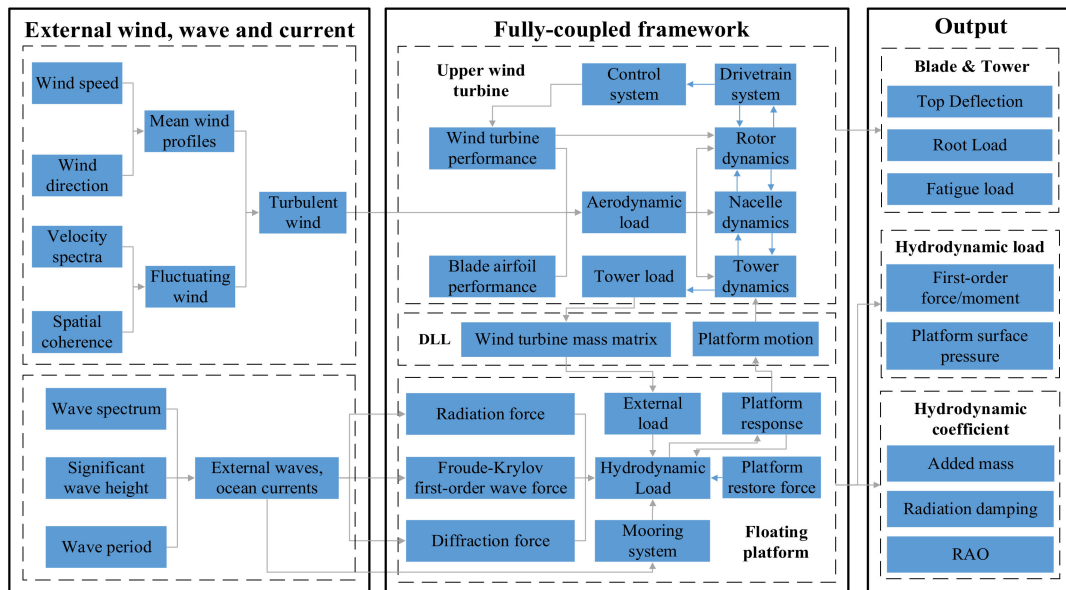 External wind, wave and current
Wind speed
Wind
direction
Mean wind
profiles
Velocity
spectra
Spatial
coherence
Fluctuating
wind
Turbulent
wind
Wave spectrum
Significant
wave height
Wave period
External waves,
ocean currents
Fully-coupled framework
Upper wind
turbine
Control
system
Drivetrain
system
Wind turbine
performance
Rotor
dynamics
Aerodynamic
load
Nacelle
dynamics
Blade airfoil
performance
Tower load
Tower
dynamics
DLL
Wind turbine mass matrix
Platform motion
Radiation force
External
load
Platform
response
Froude-Krylov
first-order wave force
Hydrodynamic
Load
Platform
restore force
Diffraction force
Mooring
system
Floating
platform
Output
Blade & Tower
Top Deflection
Root Load
Fatigue load
Hydrodynamic load
First-order
force/moment
Platform surface
pressure
Hydrodynamic
coefficient
Added mass
Radiation damping
RAO